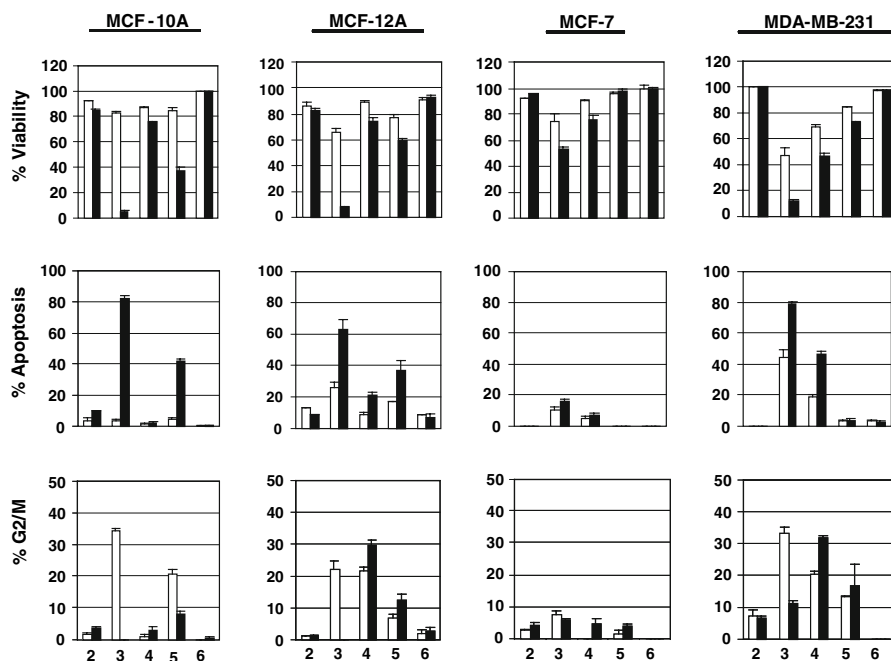 MCF-10A MCF-12A MCF-7 MDA-MB-231
% Viability
120 120 120 120
100 100 100 100
80 80 80 80
60 60 60 60
40 40 40 40
20 20 20 20
0 0 0 0
% Apoptosis
100 100 100 100
80 80 80 80
60 60 60 60
40 40 40 40
20 20 20 20
0 0 0 0
% G2/M
50 50 50 50
40 40 40 40
30 30 30 30
20 20 20 20
10 10 10 10
0 0 0 0
2 3 4 5 6 2 3 4 5 6 2 3 4 5 6 2 3 4 5 6